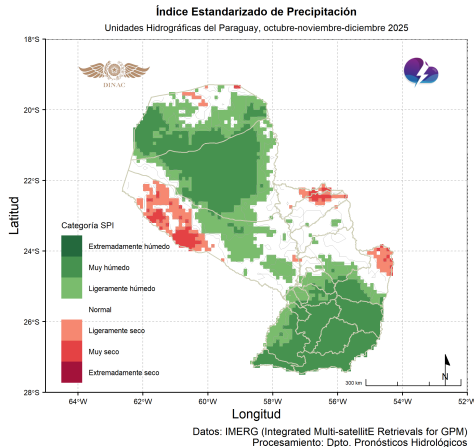 Índice Estandarizado de Precipitación
Unidades Hidrográficas del Paraguay, octubre-noviembre-diciembre 2025
18°S
20°S
22°S
24°S
26°S
28°S
Latitud
DINAC
Categoría SPI
Extremadamente húmedo
Muy húmedo
Ligeramente húmedo
Normal
Ligeramente seco
Muy seco
Extremadamente seco
N
300 km
64°W
62°W
60°W
58°W
56°W
54°W
52°W
Longitud
Datos: IMERG (Integrated Multi-satellitE Retrievals for GPM)
Procesamiento: Dpto. Pronósticos Hidrológicos